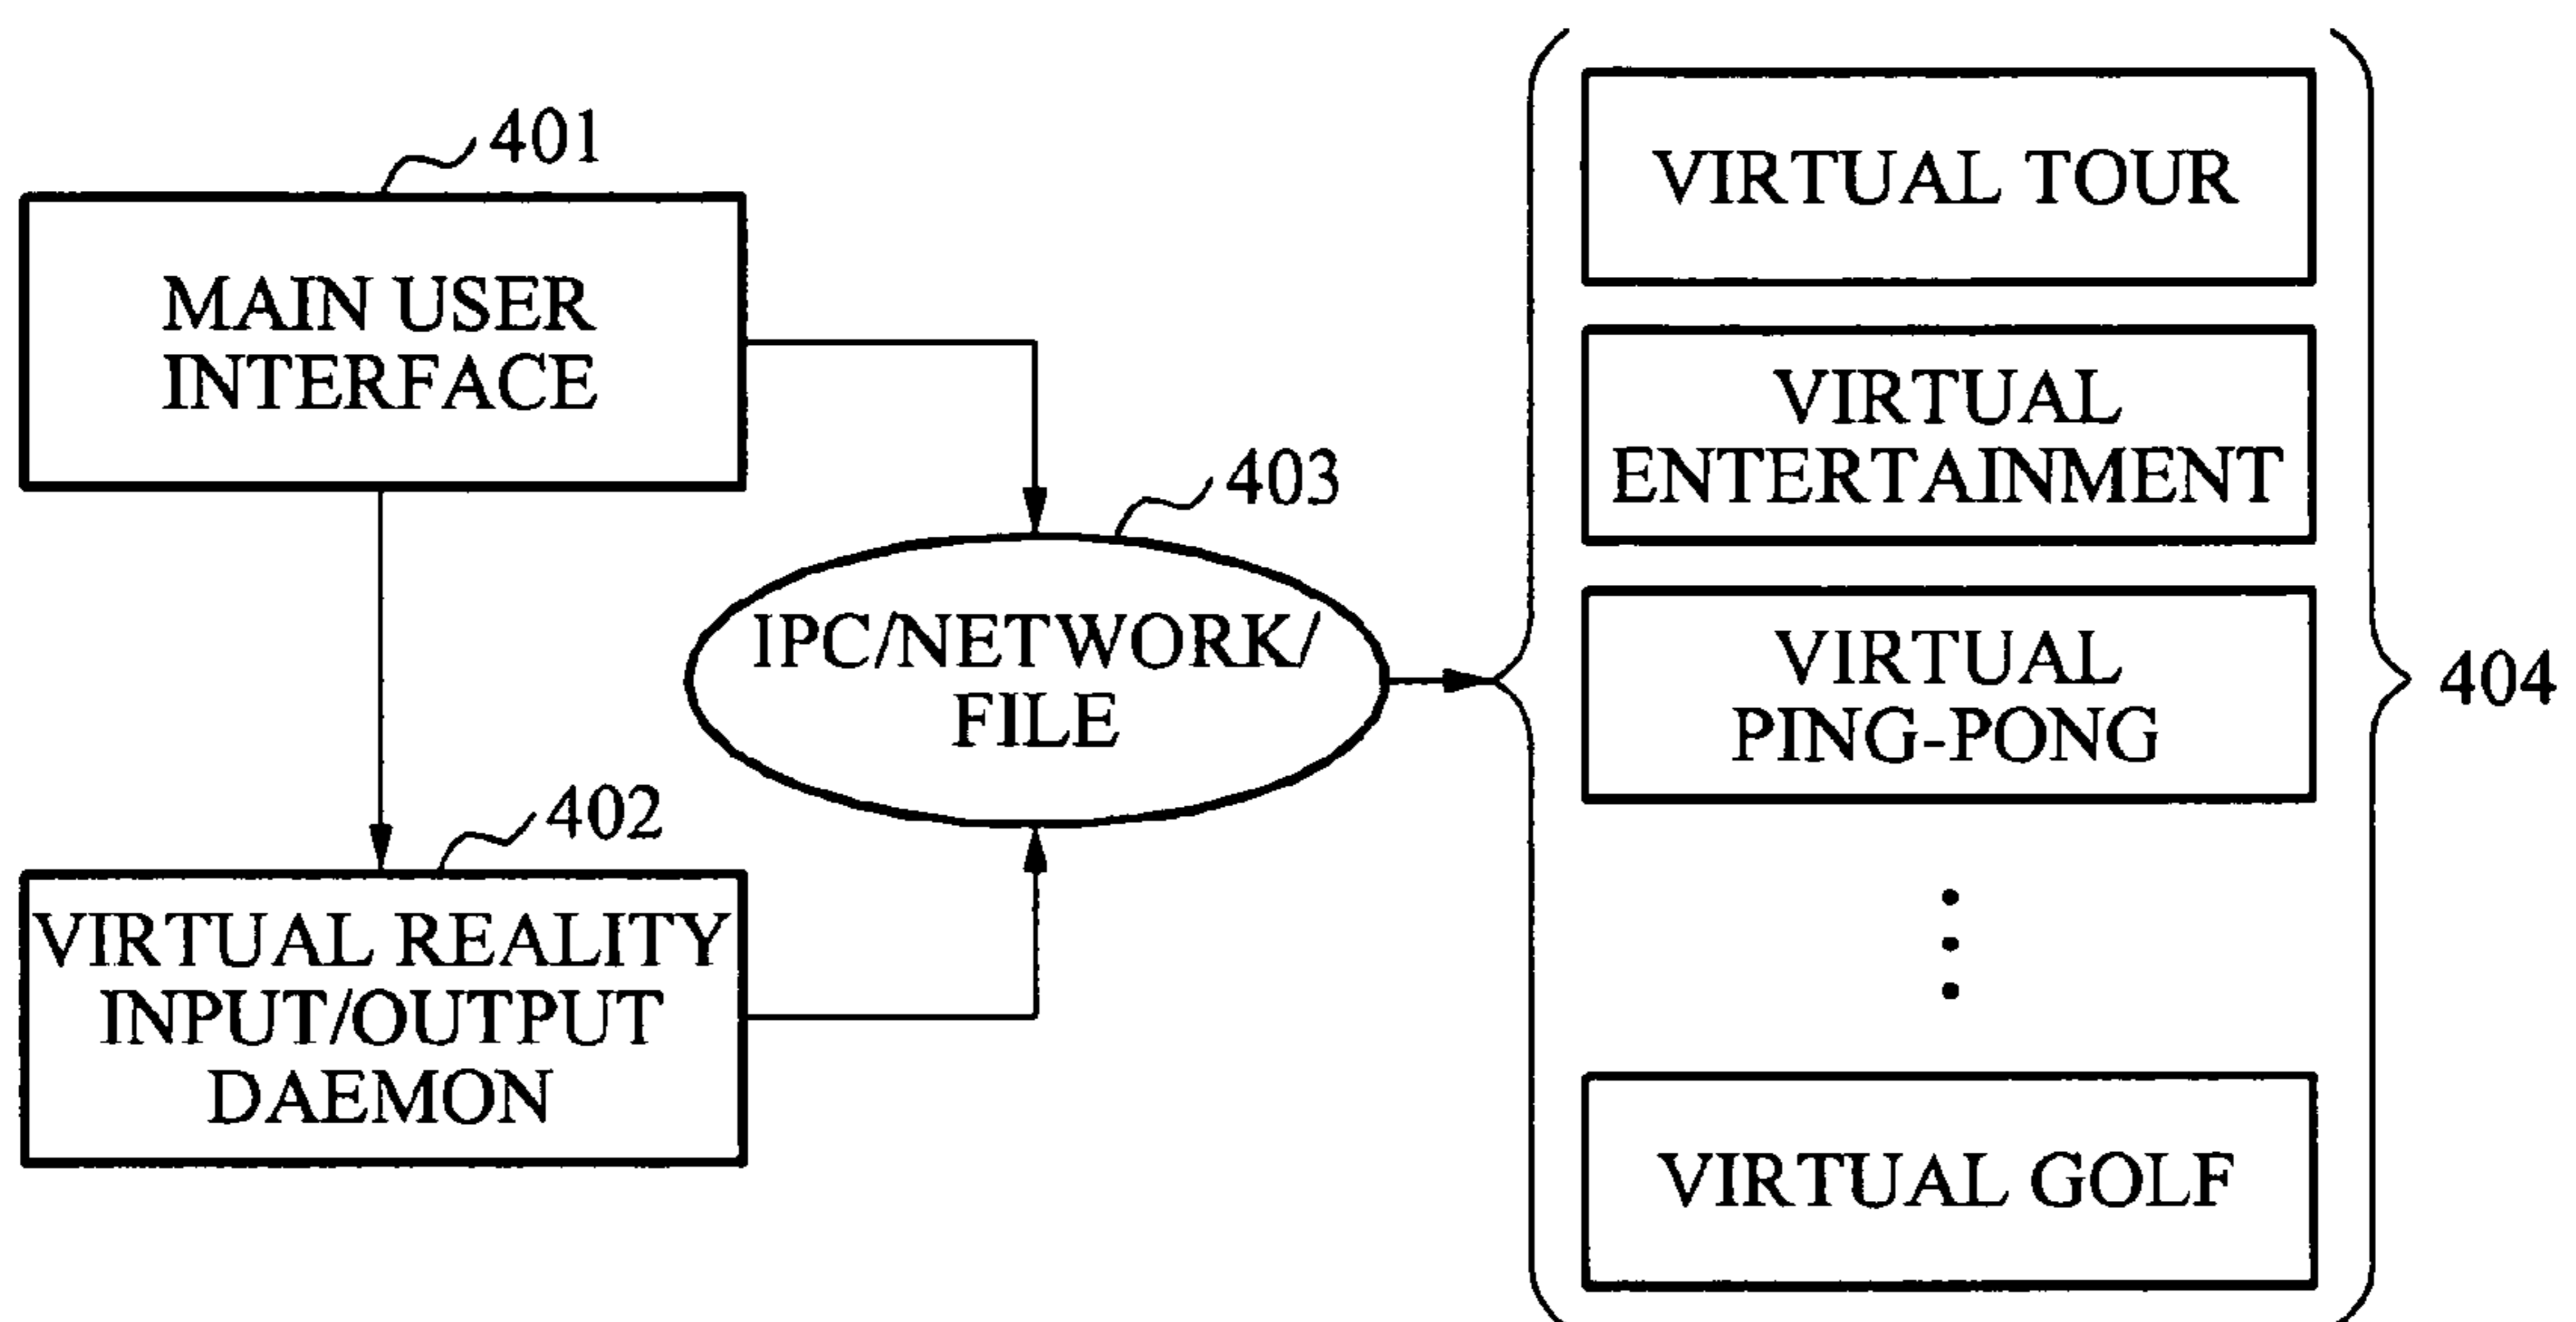 401
MAIN USER
INTERFACE
402
VIRTUAL REALITY
INPUT/OUTPUT
DAEMON
403
IPC/NETWORK/
FILE
VIRTUAL TOUR
VIRTUAL
ENTERTAINMENT
VIRTUAL
PING-PONG
VIRTUAL GOLF
404